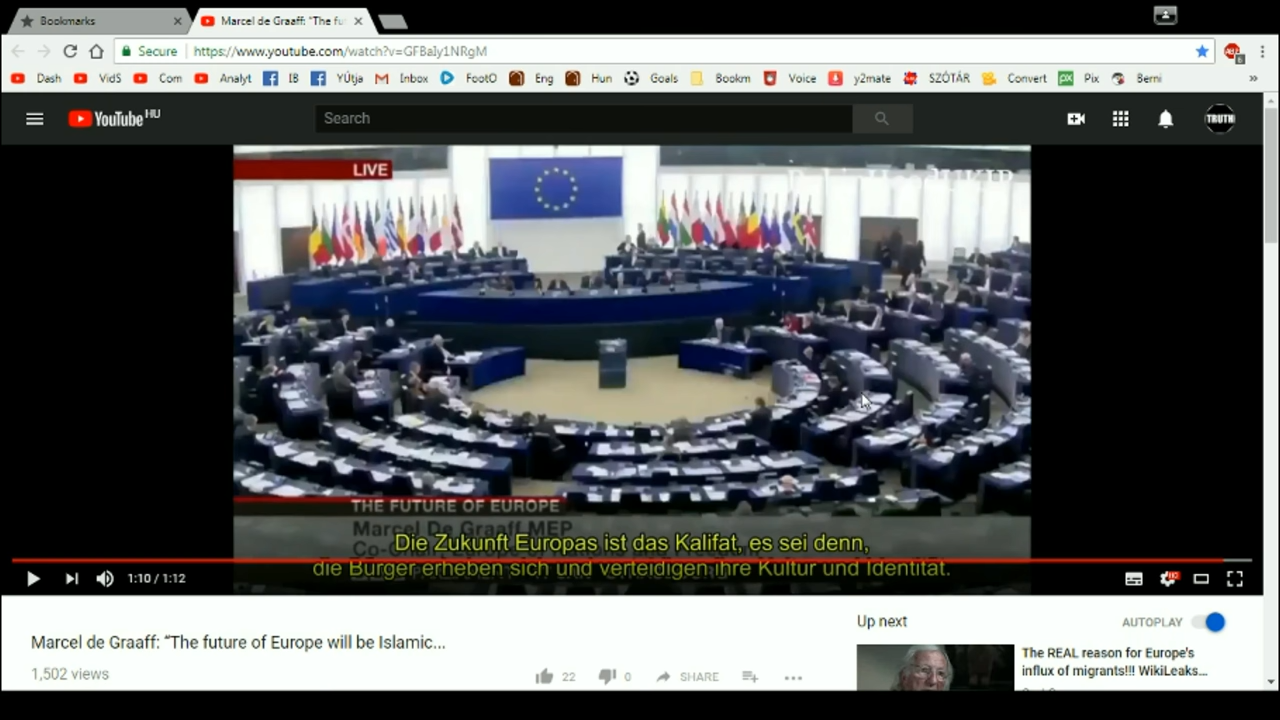 Bookmarks
Marcel de Graaff: "The fu
Secure https://www.youtube.com/watch?v=GFBaIy1NRgM
Dash VidS Com Analyt IB YÚtja Inbox FootO Eng Hun Goals Bookm Voice y2mate SZÓTÁR Convert Pix Berni »
YouTube HU
Search
TRUTH
LIVE
THE FUTURE OF EUROPE
Marcel De Graaff MEP
Die Zukunft Europas ist das Kalifat, es sei denn,
die Bürger erheben sich und verteidigen ihre Kultur und Identität.
1:10 / 1:12
Marcel de Graaff: “The future of Europe will be Islamic...
1,502 views
22 0 SHARE
Up next AUTOPLAY
The REAL reason for Europe's
influx of migrants!!! WikiLeaks...